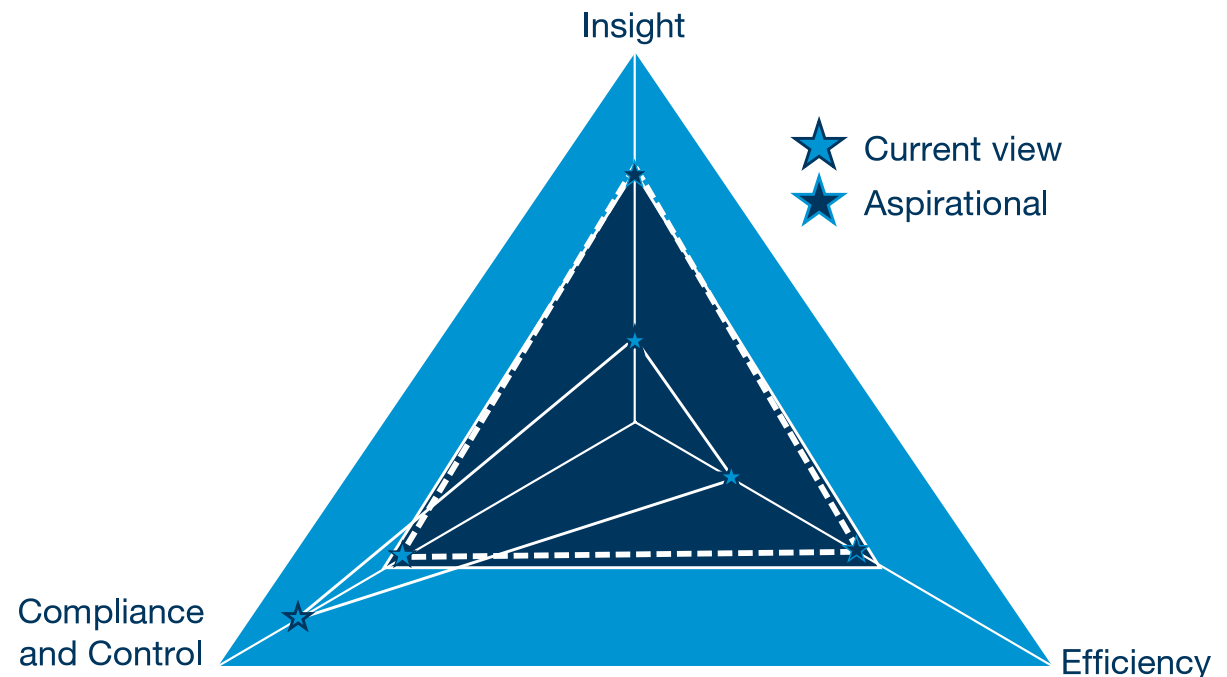 Insight
Current view
Aspirational
Compliance
and Control
Efficiency